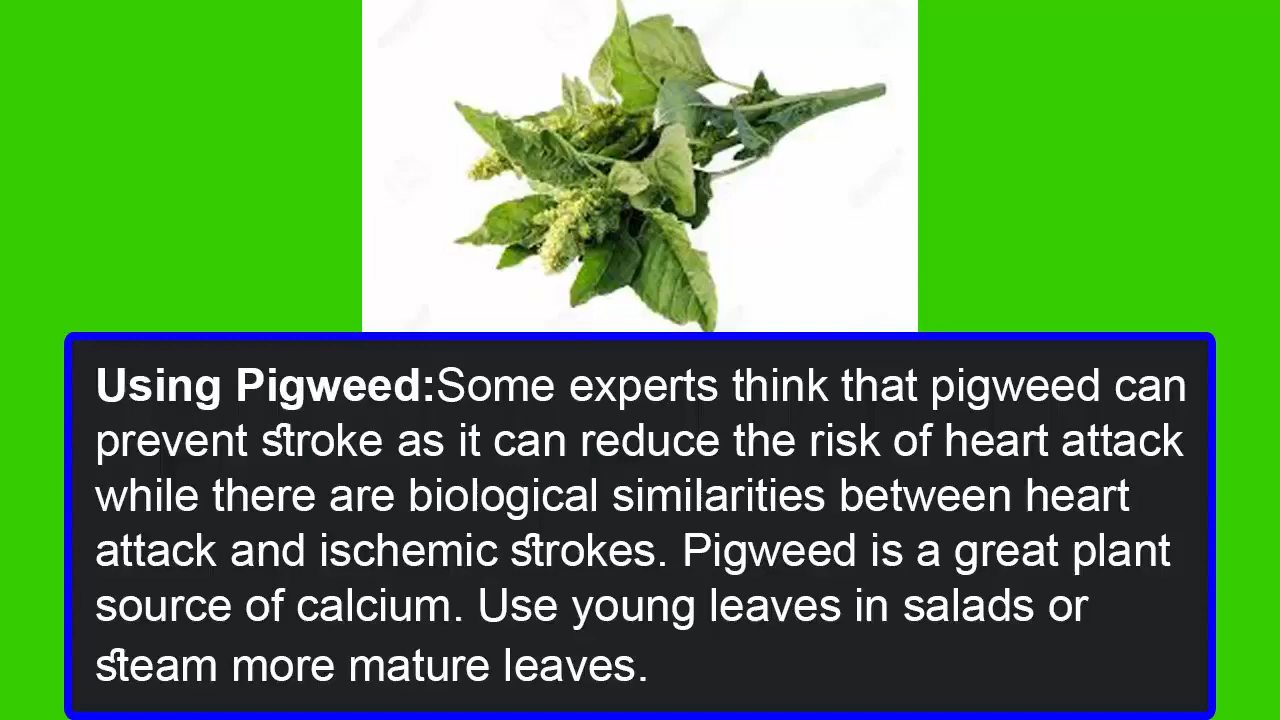 Using Pigweed:Some experts think that pigweed can
prevent stroke as it can reduce the risk of heart attack
while there are biological similarities between heart
attack and ischemic strokes. Pigweed is a great plant
source of calcium. Use young leaves in salads or
steam more mature leaves.